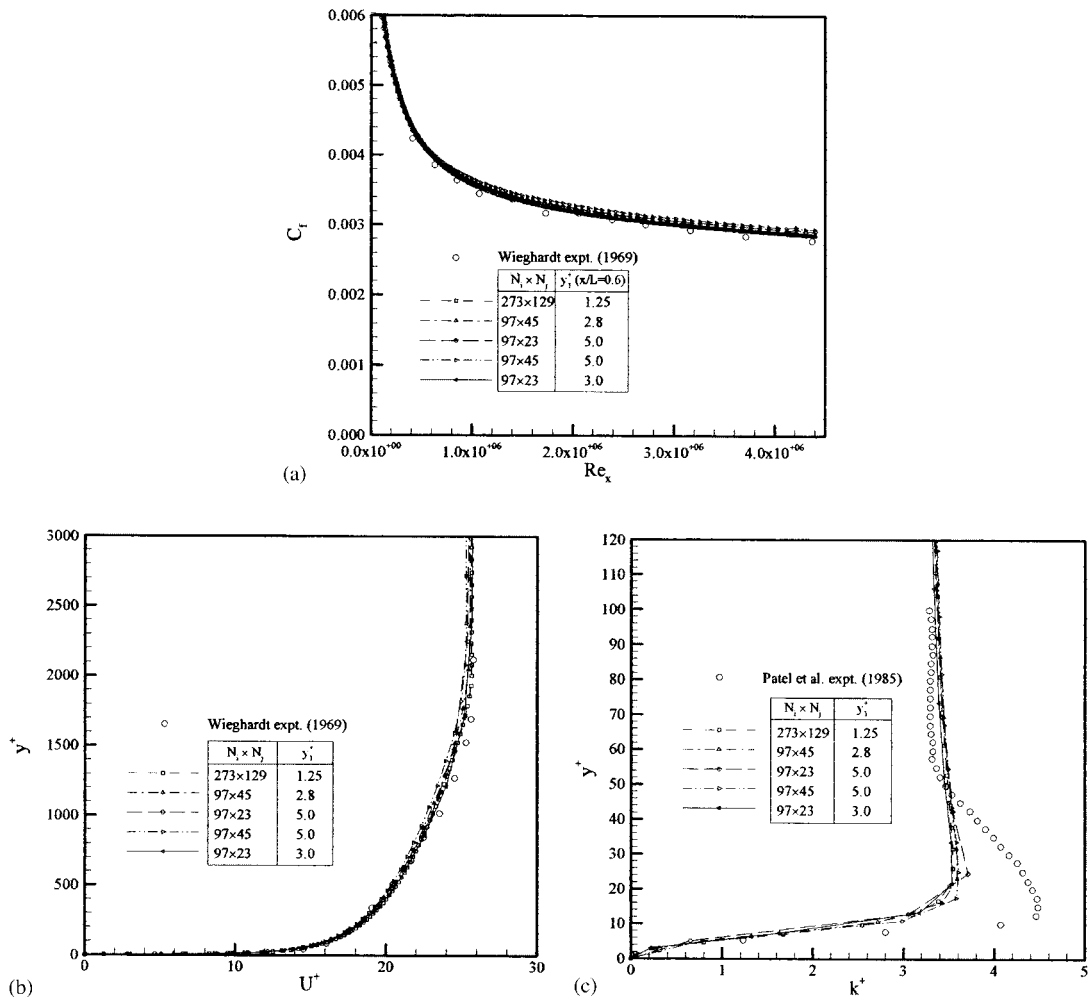 0.006
0.005
0.004
0.003
0.002
0.001
0.000
C_f
Wieghardt expt. (1969)
N_i × N_j y_1^+ (x/L=0.6)
273×129 1.25
97×45 2.8
97×23 5.0
97×45 5.0
97×23 3.0
0.0x10^+00 1.0x10^+06 2.0x10^+06 3.0x10^+06 4.0x10^+06
Re_x
(a)
3000
2500
2000
1500
1000
500
0
y^+
Wieghardt expt. (1969)
N_i × N_j y_1^+
273×129 1.25
97×45 2.8
97×23 5.0
97×45 5.0
97×23 3.0
0 10 20 30
U^+
(b)
120
110
100
90
80
70
60
50
40
30
20
10
0
y^+
Patel et al. expt. (1985)
N_i × N_j y_1^+
273×129 1.25
97×45 2.8
97×23 5.0
97×45 5.0
97×23 3.0
0 1 2 3 4 5
k^+
(c)